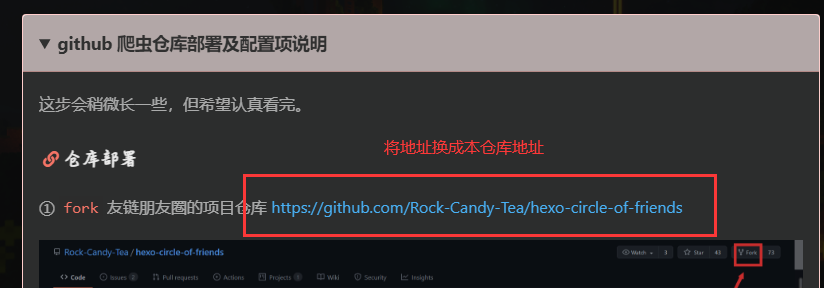 ▼ github 爬虫仓库部署及配置项说明
这步会稍微长一些，但希望认真看完。
将地址换成本仓库地址
仓库部署
① fork 友链朋友圈的项目仓库 https://github.com/Rock-Candy-Tea/hexo-circle-of-friends
Rock-Candy-Tea / hexo-circle-of-friends Watch 3 Star 43 Fork 73
Code Issues 2 Pull requests Actions Projects 1 Wiki Security Insights